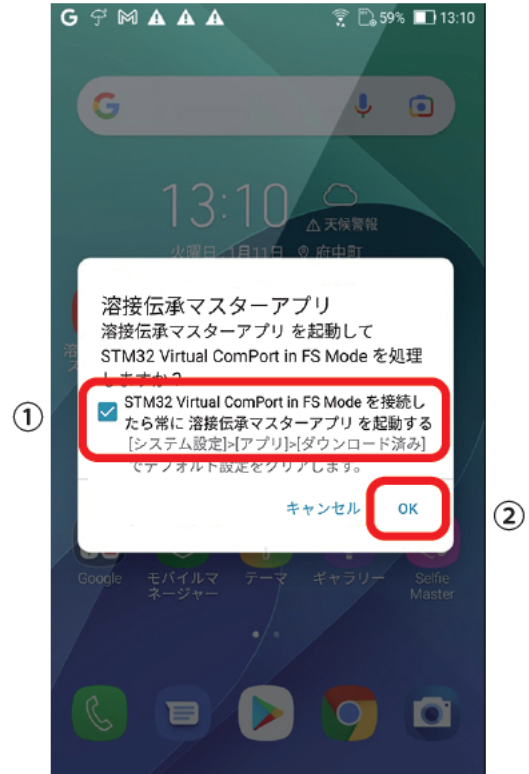 59% 13:10
13:10
天候警報
火曜日, 1月11日 府中町
溶接伝承マスターアプリ
溶接伝承マスターアプリ を起動して
STM32 Virtual ComPort in FS Mode を処理
しますか？
①
STM32 Virtual ComPort in FS Mode を接続し
たら常に 溶接伝承マスターアプリ を起動する
[システム設定]>[アプリ]>[ダウンロード済み]
でデフォルト設定をクリアします。
キャンセル OK
②
Google モバイルマ テーマ ギャラリー Selfie
ネージャー Master